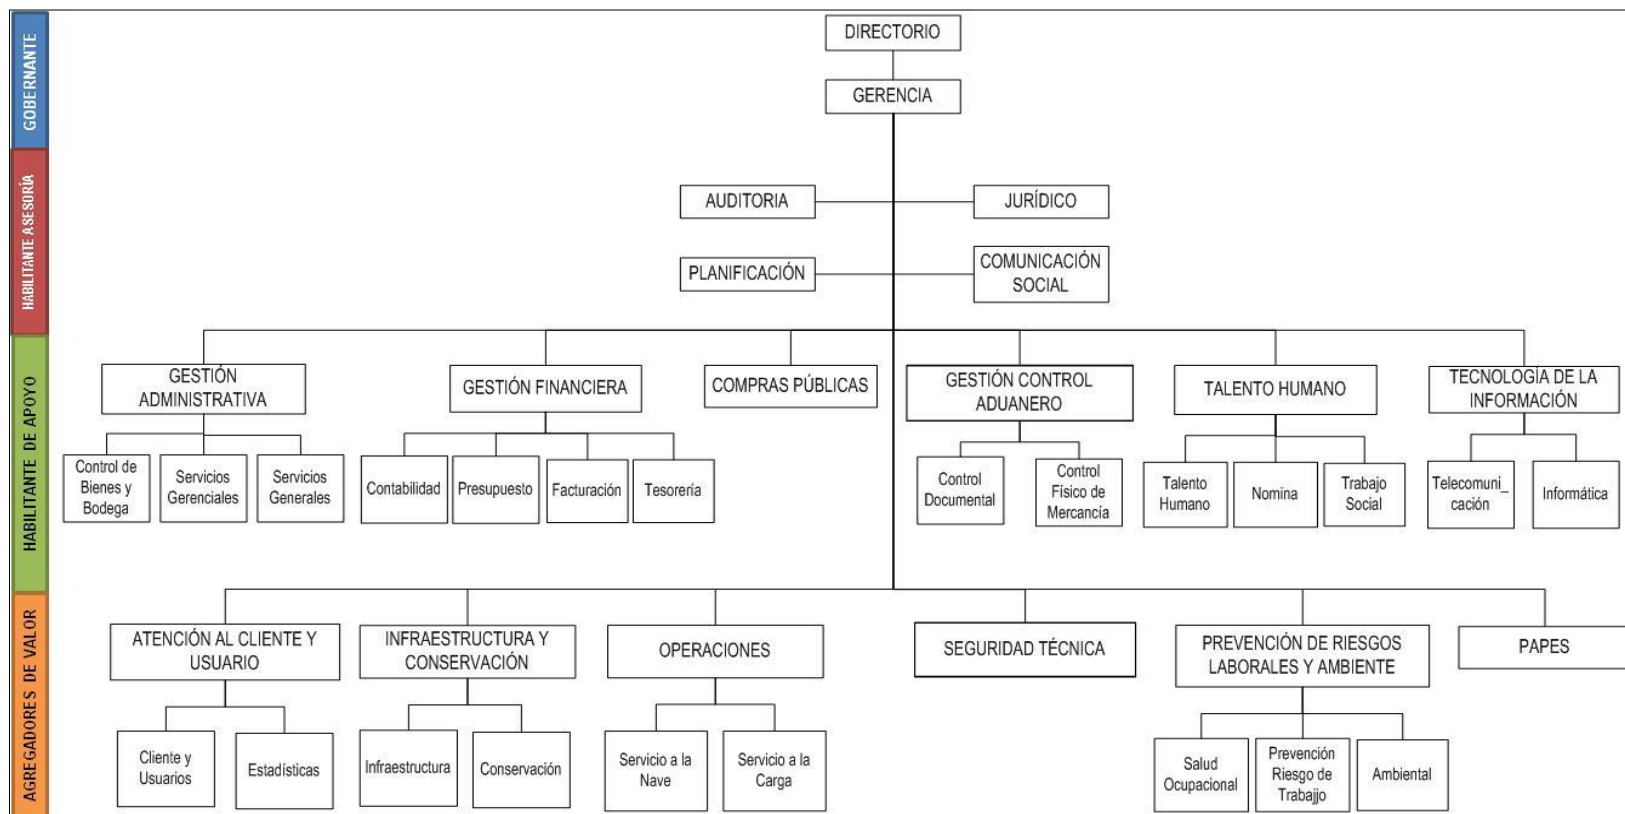 GOBERNANTE
DIRECTORIO
GERENCIA
HABILITANTE ASESORÍA
AUDITORIA
JURÍDICO
PLANIFICACIÓN
COMUNICACIÓN
SOCIAL
HABILITANTE DE APOYO
GESTIÓN
ADMINISTRATIVA
GESTIÓN FINANCIERA
COMPRAS PÚBLICAS
GESTIÓN CONTROL
ADUANERO
TALENTO HUMANO
TECNOLOGÍA DE LA
INFORMACIÓN
Control de
Bienes y
Bodega
Servicios
Gerenciales
Servicios
Generales
Contabilidad
Presupuesto
Facturación
Tesorería
Control
Documental
Control
Físico de
Mercancía
Talento
Humano
Nomina
Trabajo
Social
Telecomuni_
cación
Informática
AGREGADORES DE VALOR
ATENCIÓN AL CLIENTE Y
USUARIO
INFRAESTRUCTURA Y
CONSERVACIÓN
OPERACIONES
SEGURIDAD TÉCNICA
PREVENCIÓN DE RIESGOS
LABORALES Y AMBIENTE
PAPES
Cliente y
Usuarios
Estadísticas
Infraestructura
Conservación
Servicio a la
Nave
Servicio a la
Carga
Salud
Ocupacional
Prevención
Riesgo de
Trabajjo
Ambiental